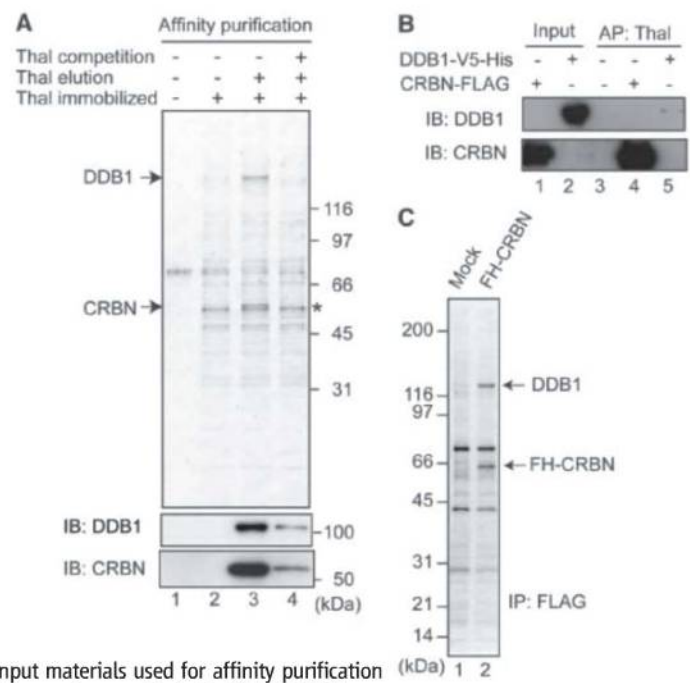 A
Affinity purification
Thal competition - - - +
Thal elution - - + +
Thal immobilized - + + +
DDB1
CRBN
116
97
66
*
45
31
IB: DDB1
100
IB: CRBN
50
1 2 3 4 (kDa)
B
Input AP: Thal
DDB1-V5-His - + - - +
CRBN-FLAG + - - + -
IB: DDB1
IB: CRBN
1 2 3 4 5
C
Mock FH-CRBN
200
116
97
66
45
31
21
14
DDB1
FH-CRBN
IP: FLAG
(kDa) 1 2
nput materials used for affinity purification